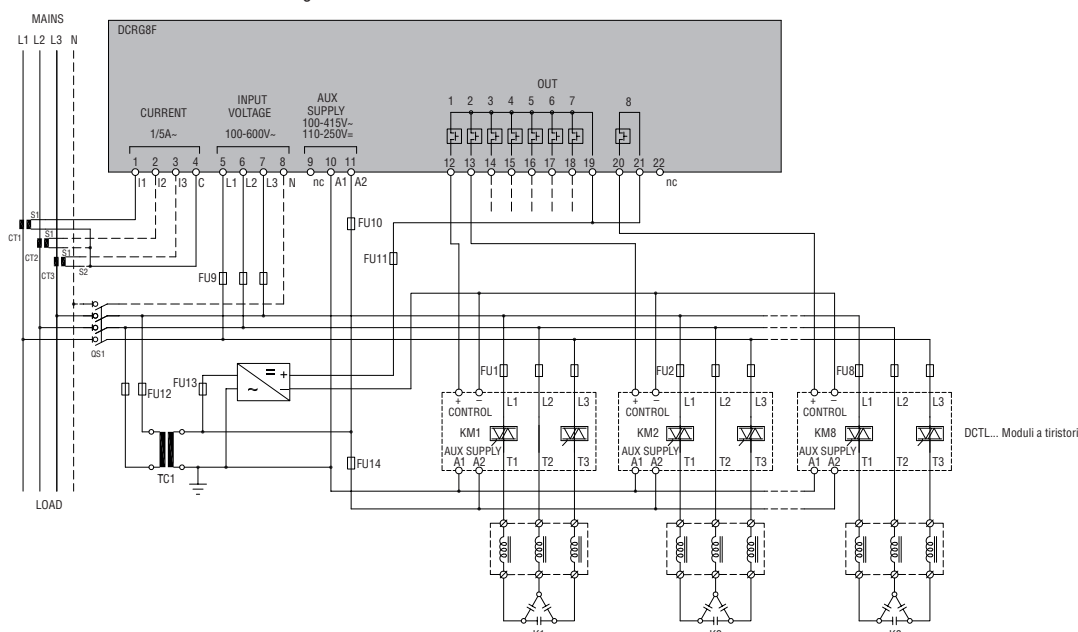 MAINS
L1 L2 L3 N
DCRG8F
OUT
CURRENT
1/5A~
INPUT
VOLTAGE
100-600V~
AUX
SUPPLY
100-415V~
110-250V=
1 2 3 4 5 6 7 8
1 2 3 4 5 6 7 8 9 10 11 12 13 14 15 16 17 18 19 20 21 22
I1 I2 I3 C L1 L2 L3 N nc A1 A2 nc
S1
CT1
S1
CT2
S1
CT3 S2
FU10
FU11
FU9
QS1
FU12
FU13
= +
~ –
FU1
FU2
FU8
+ – L1 L2 L3
CONTROL
KM1
AUX SUPPLY
A1 A2 T1 T2 T3
+ – L1 L2 L3
CONTROL
KM2
AUX SUPPLY
A1 A2 T1 T2 T3
+ – L1 L2 L3
CONTROL
KM8
AUX SUPPLY
A1 A2 T1 T2 T3
DCTL... Moduli a tiristori
FU14
TC1
LOAD